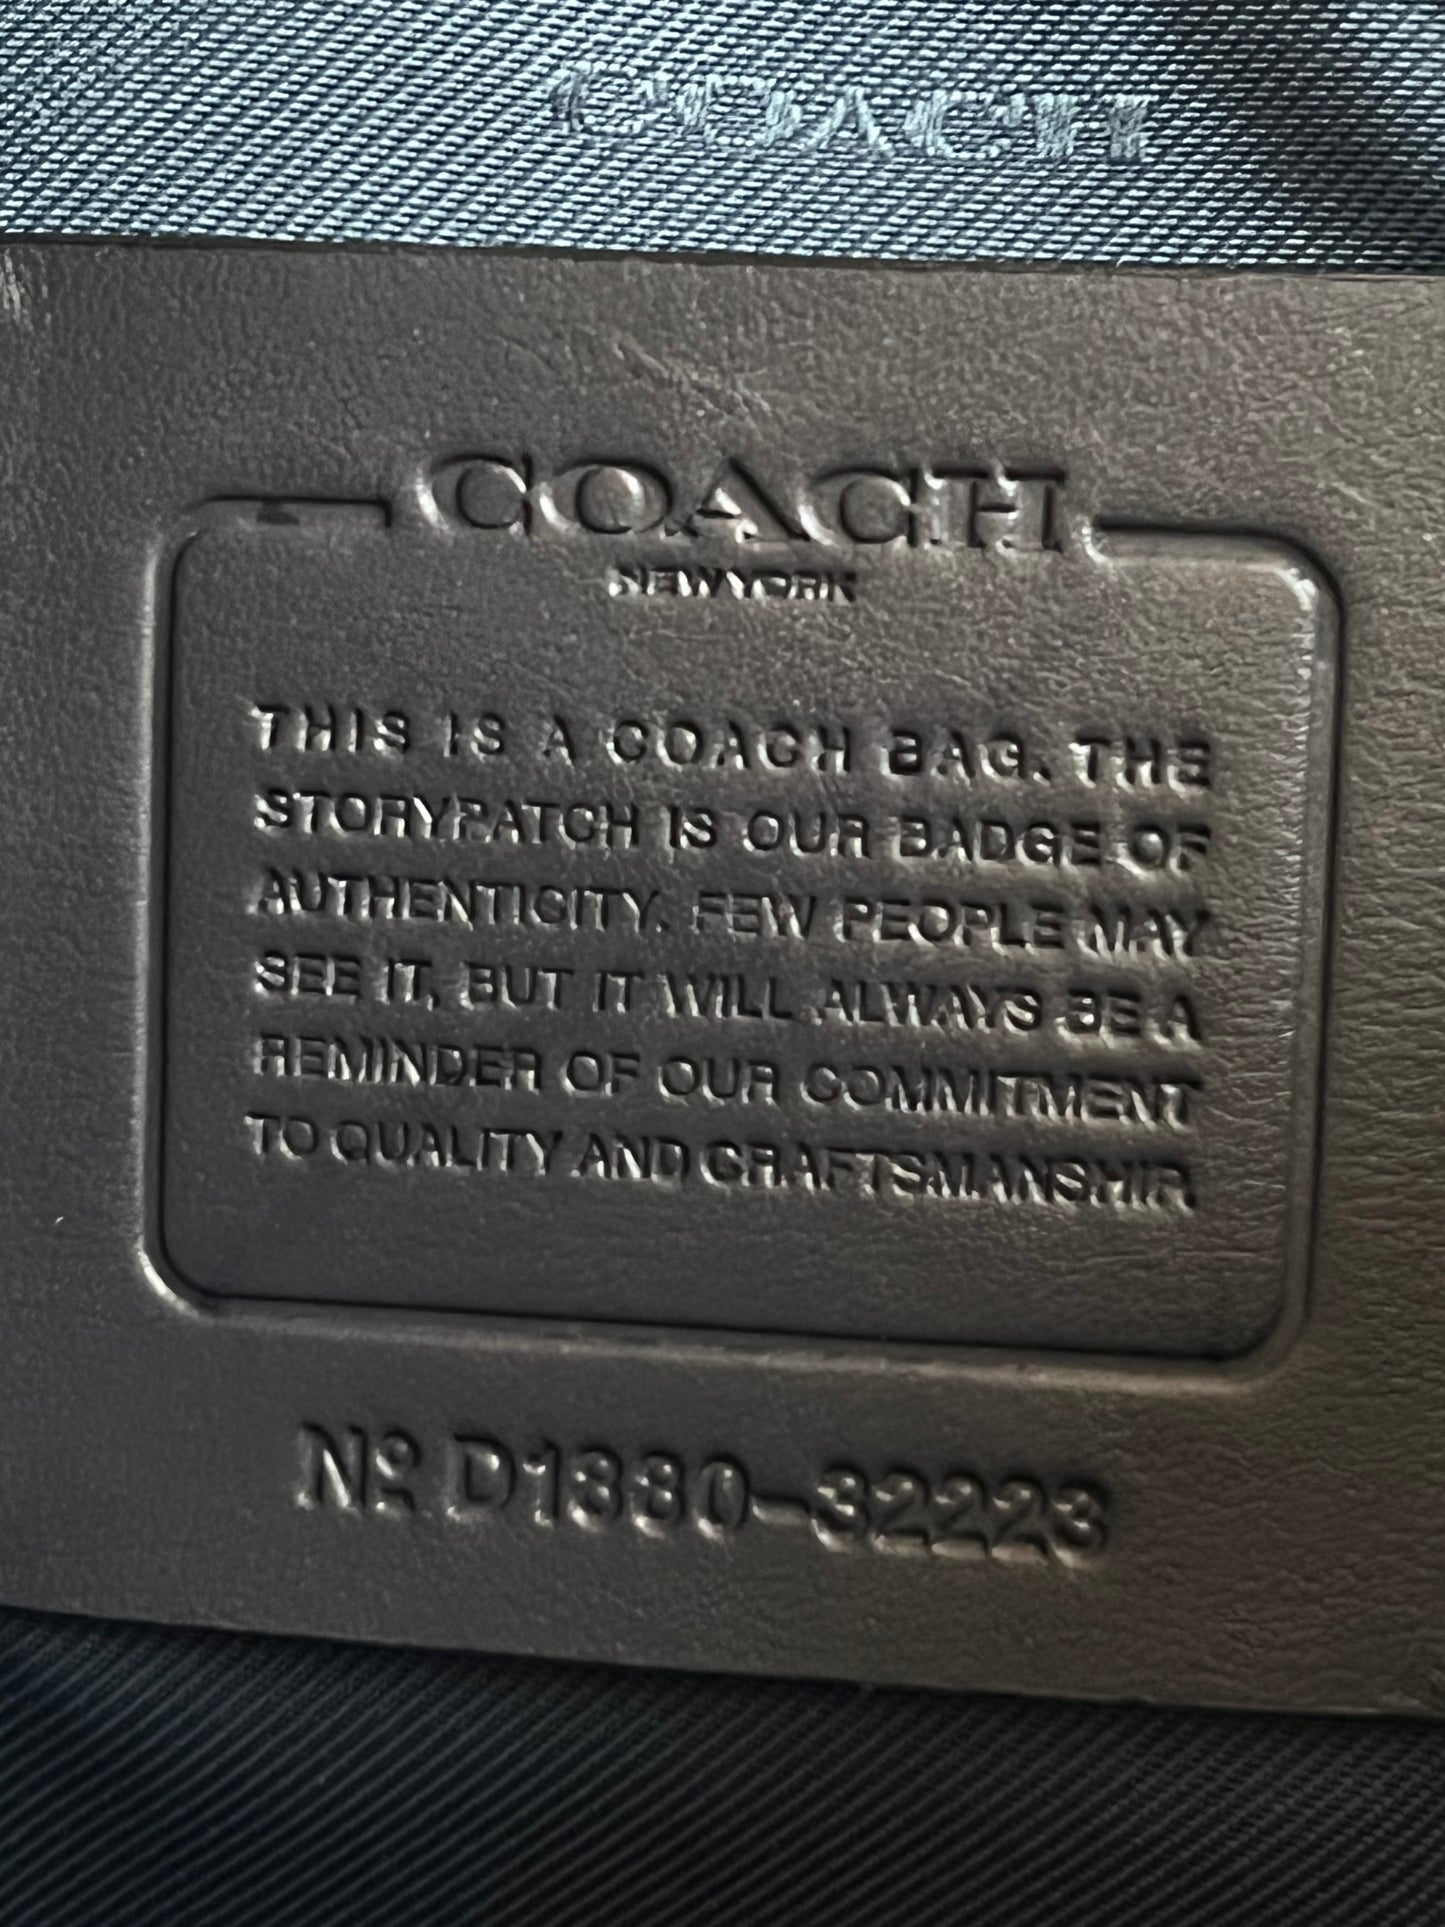 COACH
COACH
NEW YORK
THIS IS A COACH BAG. THE
STORYPATCH IS OUR BADGE OF
AUTHENTICITY. FEW PEOPLE MAY
SEE IT, BUT IT WILL ALWAYS BE A
REMINDER OF OUR COMMITMENT
TO QUALITY AND CRAFTSMANSHIP
Nº D1330-32223